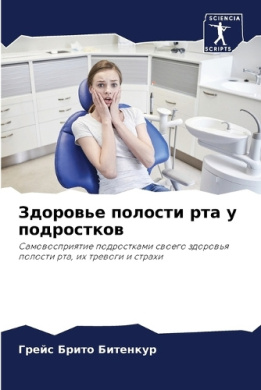 SCIENCIA
SCRIPTS
Здоровье полости рта у
подростков
Самовосприятие подростками своего здоровья
полости рта, их тревоги и страхи
Грейс Брито Битенкур